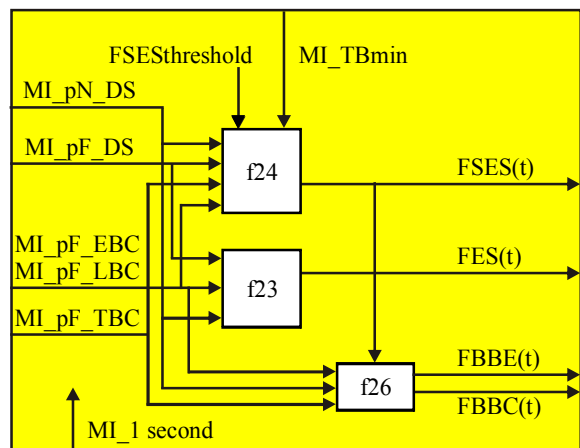 FSESthreshold
MI_TBmin
MI_pN_DS
MI_pF_DS
f24
FSES(t)
MI_pF_EBC
MI_pF_LBC
f23
FES(t)
MI_pF_TBC
f26
FBBE(t)
FBBC(t)
MI_1 second